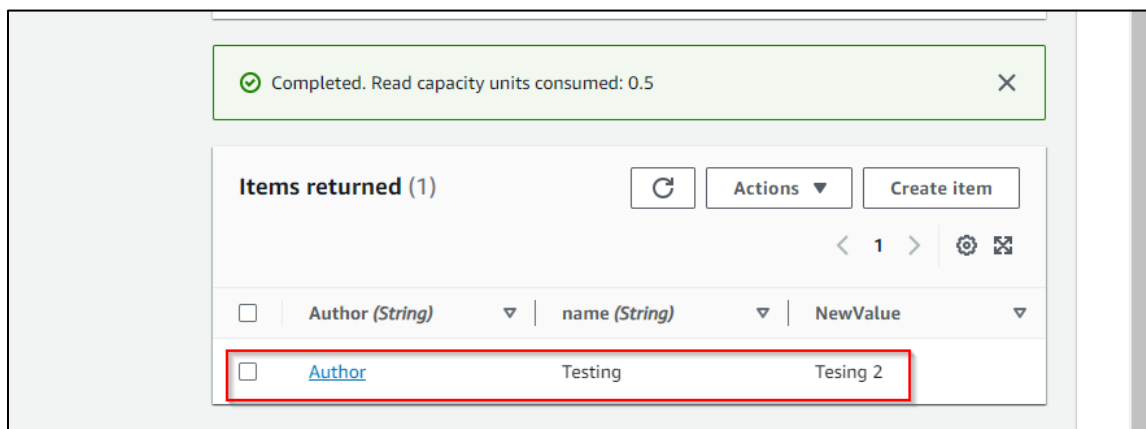 Completed. Read capacity units consumed: 0.5
Items returned (1)
Actions
Create item
1
Author (String) name (String) NewValue
Author Testing Tesing 2